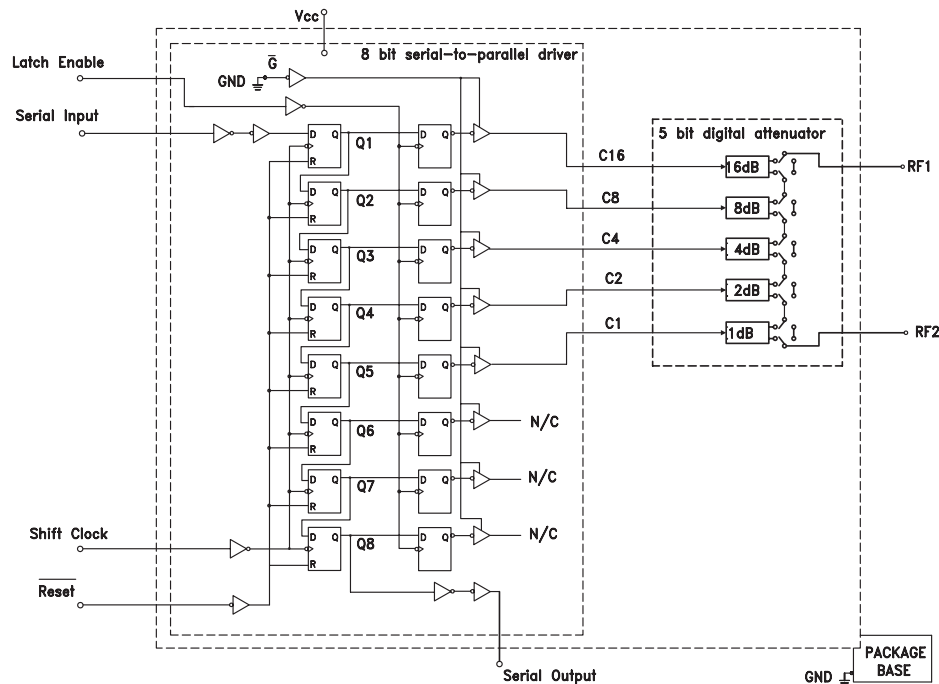 Vcc
8 bit serial-to-parallel driver
Latch Enable
G
GND
Serial Input
D Q
R
Q1
D Q
C16
5 bit digital attenuator
16dB
RF1
D Q
R
Q2
D Q
C8
8dB
D Q
R
Q3
D Q
C4
4dB
D Q
R
Q4
D Q
C2
2dB
D Q
R
Q5
D Q
C1
1dB
RF2
D Q
R
Q6
D Q
N/C
D Q
R
Q7
D Q
N/C
Shift Clock
D Q
R
Q8
D Q
N/C
Reset
Serial Output
GND
PACKAGE
BASE